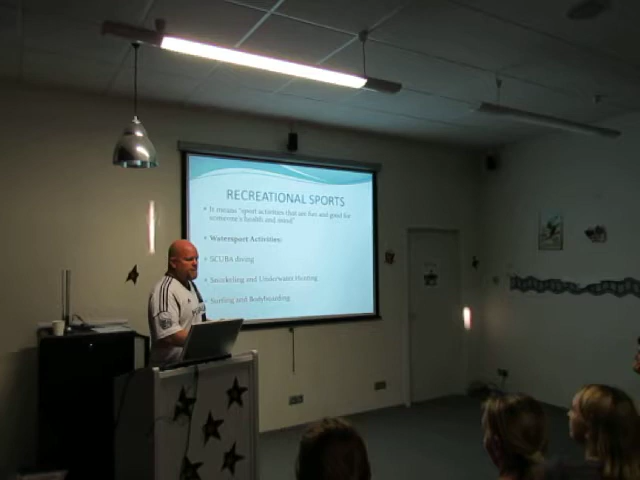 RECREATIONAL SPORTS
• It means "sport activities that are fun and good for
someone's health and mind"
• Watersport Activities:
• SCUBA diving
• Snorkeling and Underwater Hunting
• Surfing and Bodyboarding